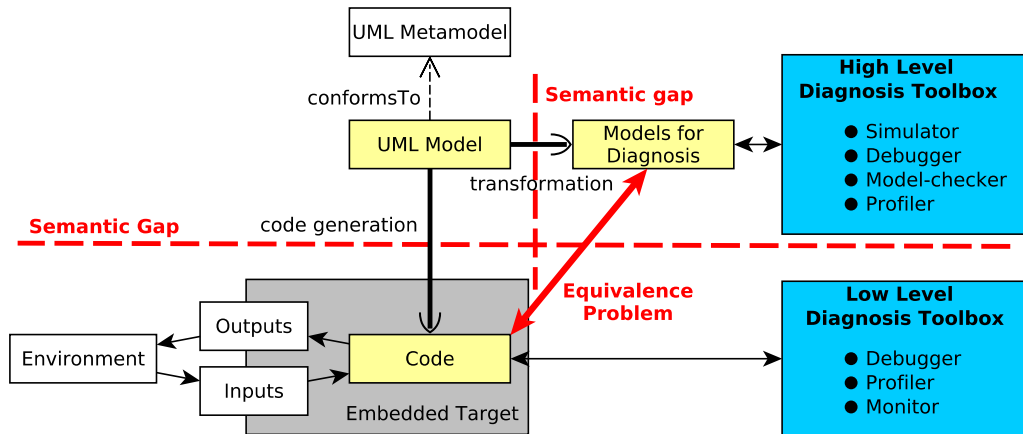 UML Metamodel
conformsTo
Semantic gap
High Level
Diagnosis Toolbox
● Simulator
● Debugger
● Model-checker
● Profiler
UML Model
Models for
Diagnosis
transformation
code generation
Semantic Gap
Equivalence
Problem
Low Level
Diagnosis Toolbox
● Debugger
● Profiler
● Monitor
Outputs
Environment
Code
Inputs
Embedded Target